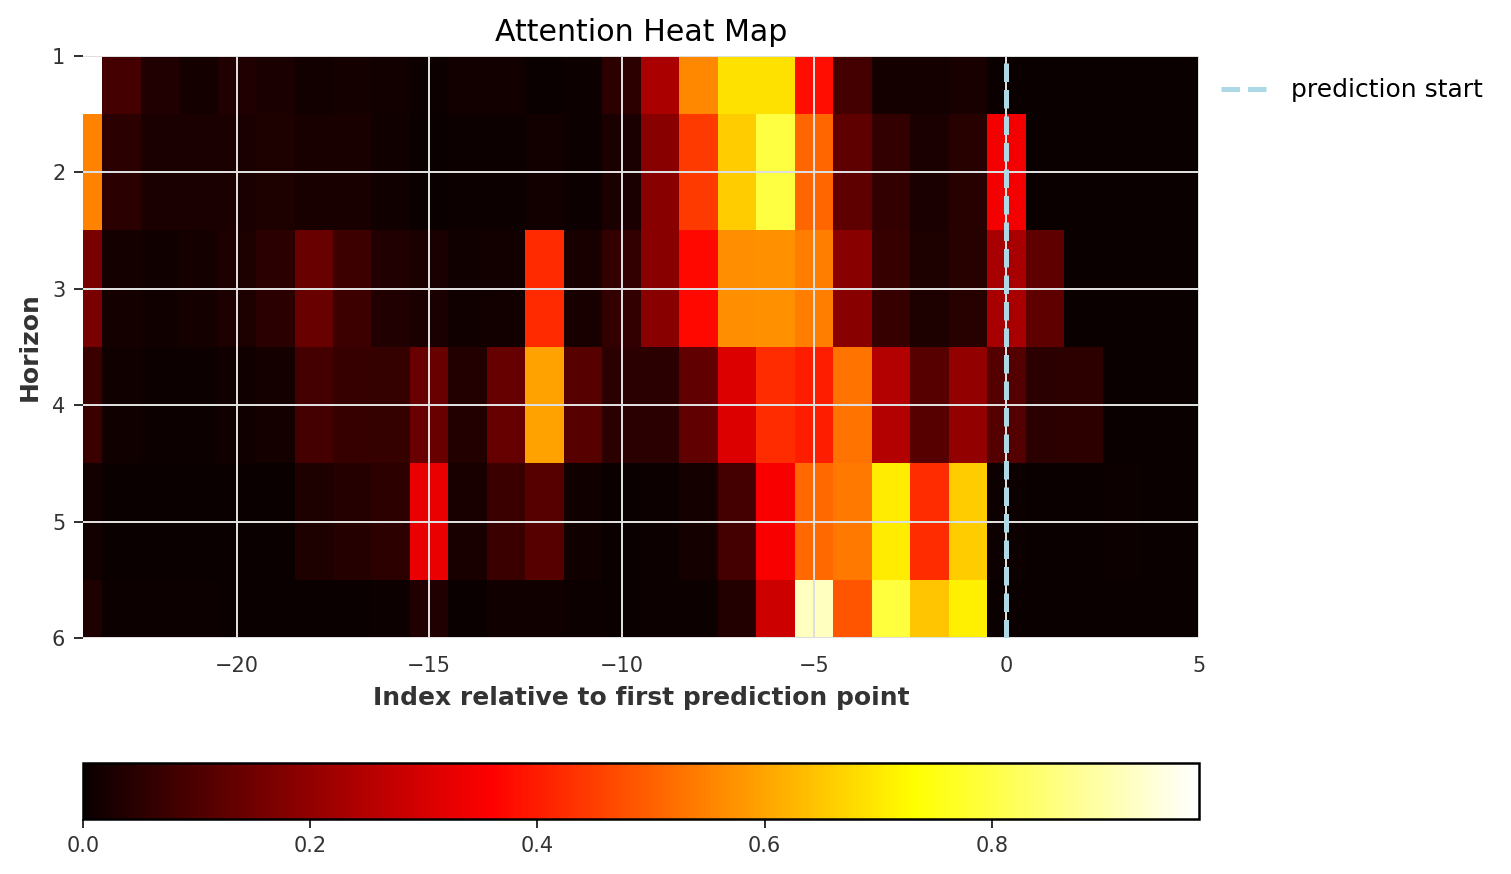 Attention Heat Map
prediction start
Horizon
1
2
3
4
5
6
−20 −15 −10 −5 0 5
Index relative to first prediction point
0.0 0.2 0.4 0.6 0.8